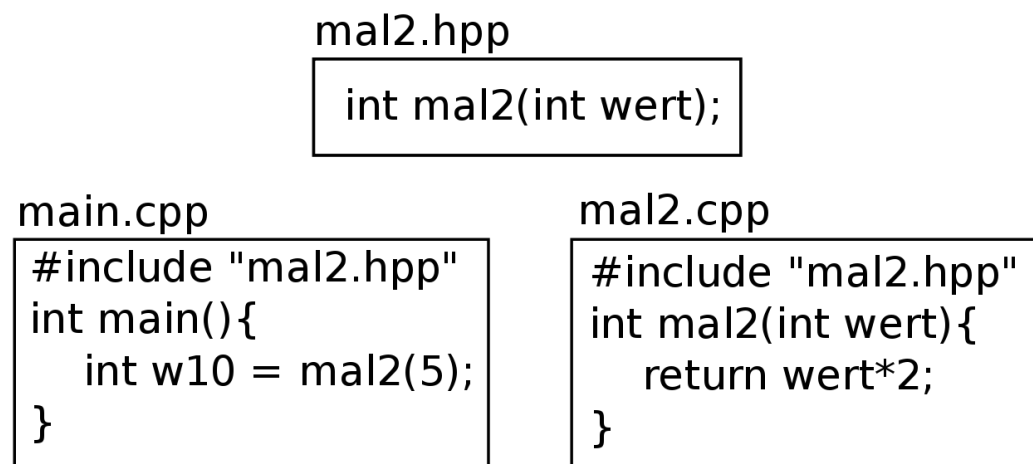 mal2.hpp
int mal2(int wert);
main.cpp
#include "mal2.hpp"
int main(){
int w10 = mal2(5);
}
mal2.cpp
#include "mal2.hpp"
int mal2(int wert){
return wert*2;
}